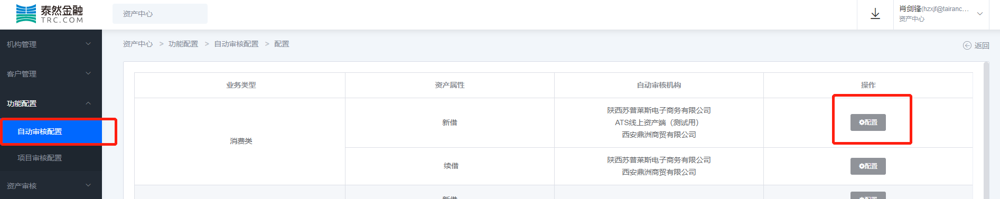 泰然金融
TRC.COM
资产中心
肖剑锋(hzxjf@tairanc...
资产中心
机构管理
客户管理
功能配置
自动审核配置
项目审核配置
资产审核
资产中心 > 功能配置 > 自动审核配置 > 配置
返回
业务类型 资产属性 自动审核机构 操作
消费类
新借
陕西苏普莱斯电子商务有限公司
ATS线上资产端（测试用）
西安鼎洲商贸有限公司
配置
续借
陕西苏普莱斯电子商务有限公司
西安鼎洲商贸有限公司
配置
新借
配置